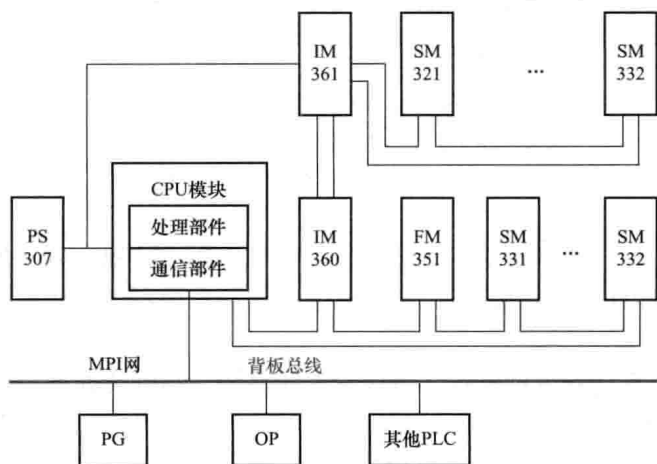 IM
361
SM
321
...
SM
332
CPU模块
处理部件
通信部件
PS
307
IM
360
FM
351
SM
331
...
SM
332
MPI网
背板总线
PG
OP
其他PLC